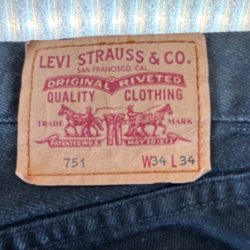 LEVI STRAUSS & CO.
SAN FRANCISCO, CAL.
ORIGINAL RIVETED
QUALITY CLOTHING
TRADE MARK
PATENTED IN U.S. MAY 20 1873
751 W34 L34